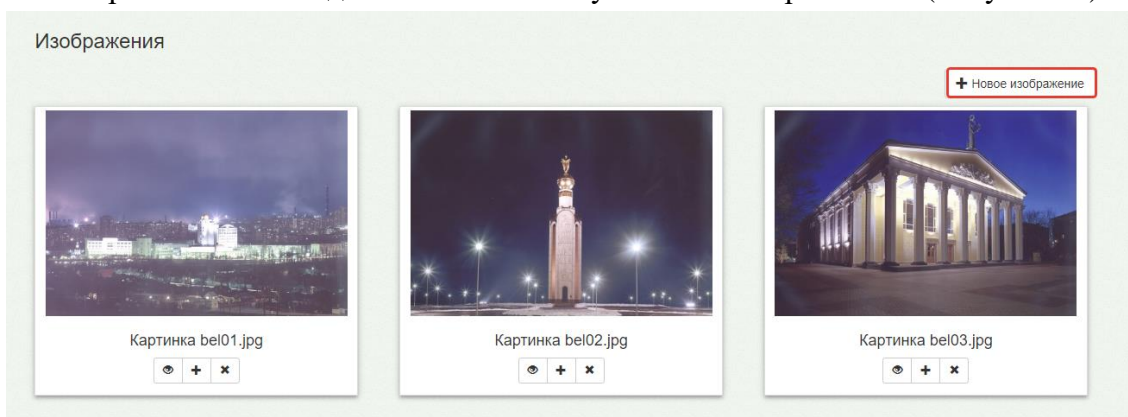 Изображения
Новое изображение
Картинка bel01.jpg
Картинка bel02.jpg
Картинка bel03.jpg